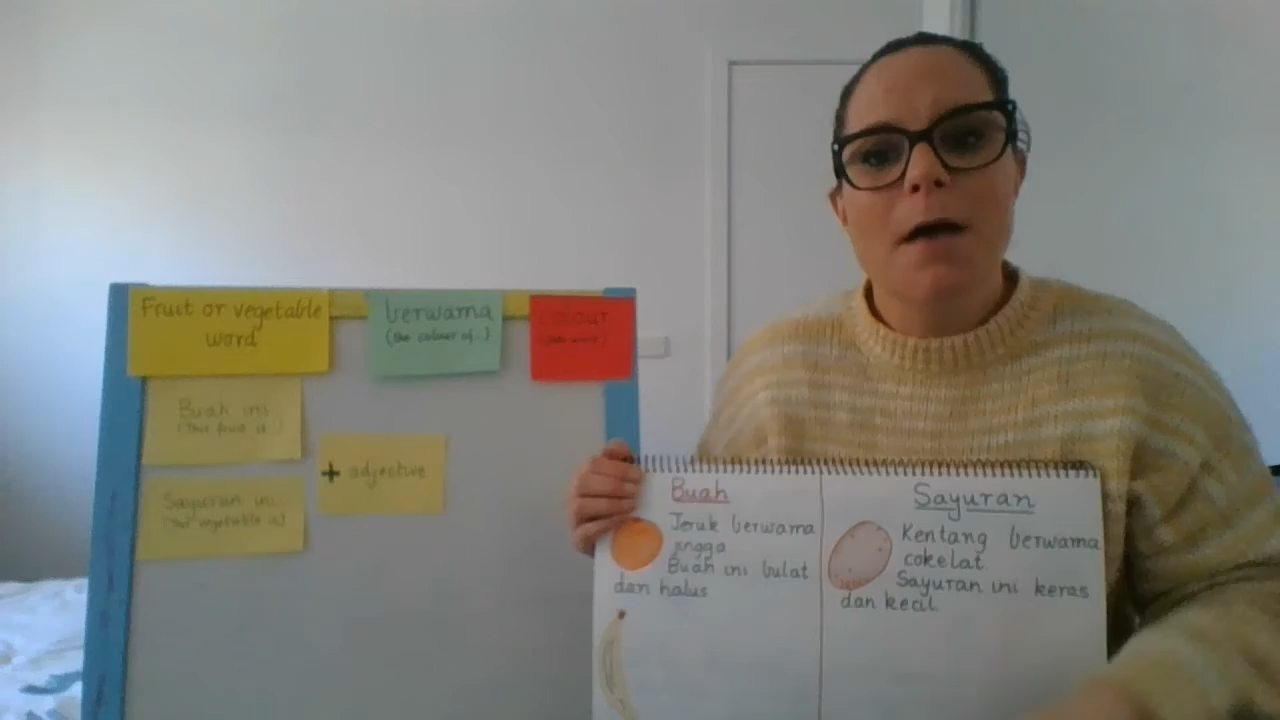 Fruit or vegetable
word
berwarna
(the colour of..)
colour
Buah ini
(This fruit is )
+ adjective
Sayuran ini
(This vegetable is)
Buah
Jeruk berwarna
jingga
Buah ini bulat
dan halus
Sayuran
Kentang berwarna
cokelat.
Sayuran ini keras
dan kecil.